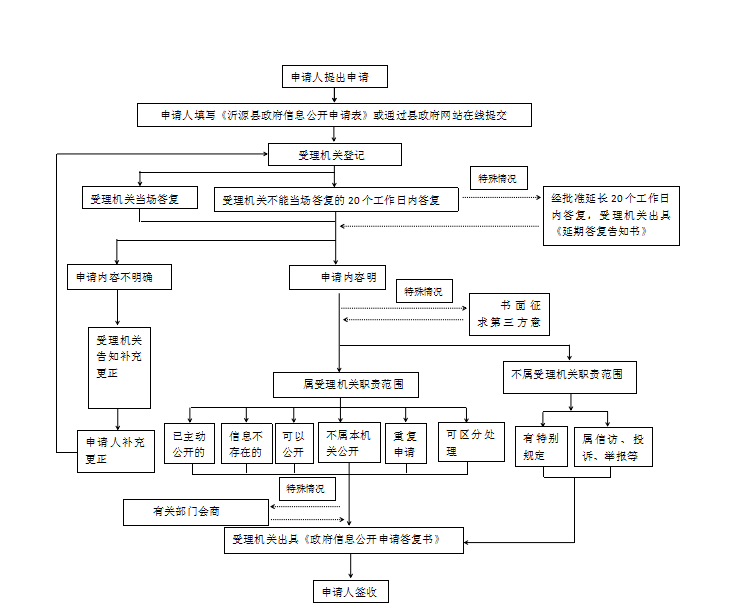 申请人提出申请
申请人填写《沂源县政府信息公开申请表》或通过县政府网站在线提交
受理机关登记
特殊情况
受理机关当场答复
受理机关不能当场答复的20个工作日内答复
经批准延长20个工作日
内答复，受理机关出具
《延期答复告知书》
申请内容不明确
申请内容明
特殊情况
书面征
求第三方意
受理机关
告知补充
更正
属受理机关职责范围
不属受理机关职责范围
申请人补充
更正
已主动
公开的
信息不
存在的
可以
公开
不属本机
关公开
重复
申请
可区分处
理
有特别
规定
属信访、投
诉、举报等
特殊情况
有关部门会商
受理机关出具《政府信息公开申请答复书》
申请人签收